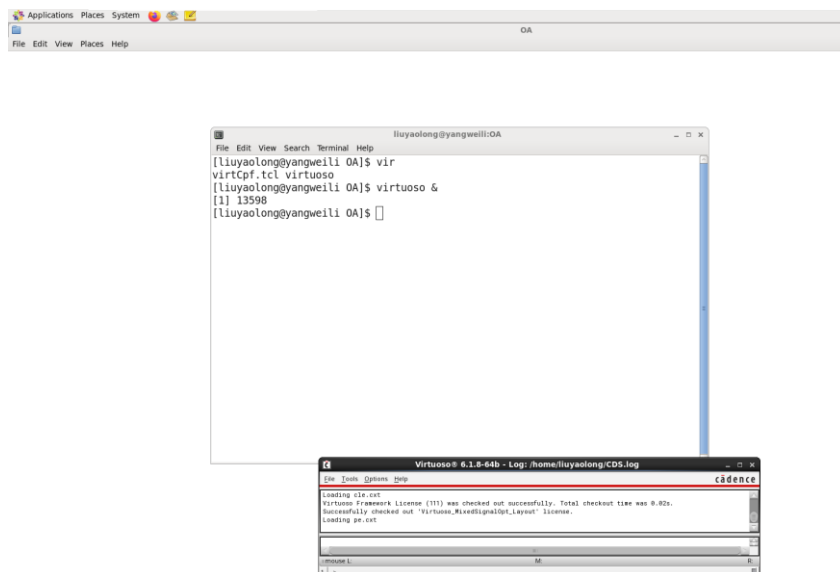 Applications Places System
OA
File Edit View Places Help
liuyaolong@yangweili:OA
File Edit View Search Terminal Help
[liuyaolong@yangweili OA]$ vir
virtCpf.tcl virtuoso
[liuyaolong@yangweili OA]$ virtuoso &
[1] 13598
[liuyaolong@yangweili OA]$
Virtuoso® 6.1.8-64b - Log: /home/liuyaolong/CDS.log
File Tools Options Help
cādence
Loading cle.cxt
Virtuoso Framework License (111) was checked out successfully. Total checkout time was 0.02s.
Successfully checked out 'Virtuoso_MixedSignalOpt_Layout' license.
Loading pe.cxt
mouse L: M: R: